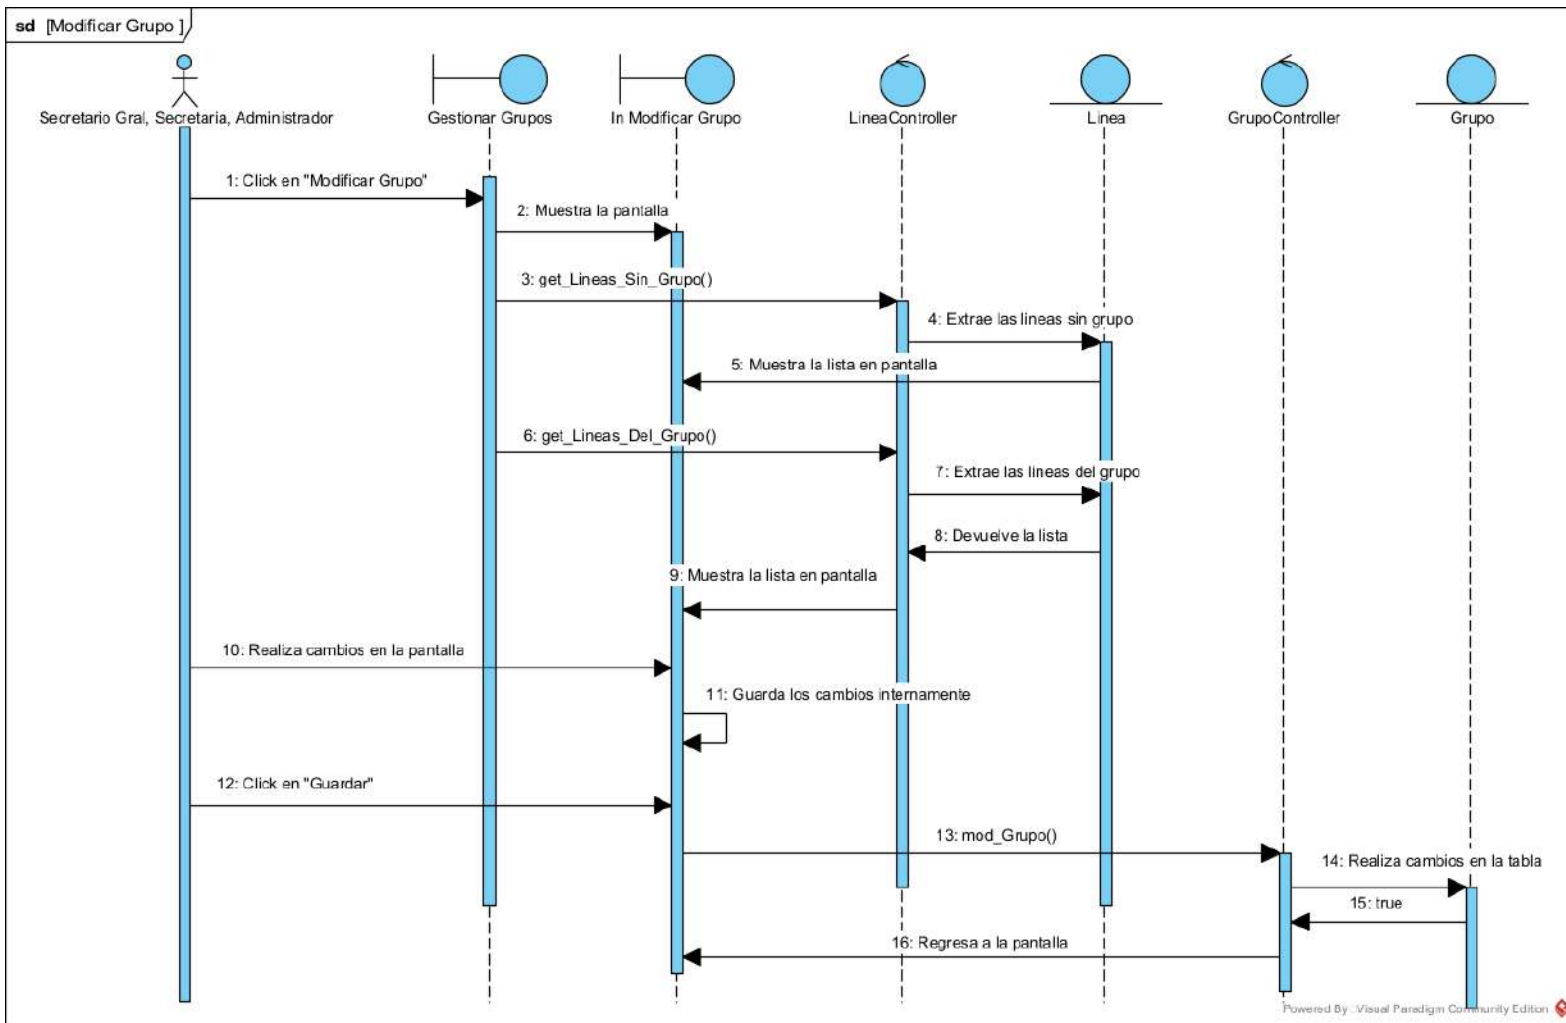 sd [Modificar Grupo ]
Secretario Gral, Secretaria, Administrador
Gestionar Grupos
In Modificar Grupo
LineaController
Linea
GrupoController
Grupo
1: Click en "Modificar Grupo"
2: Muestra la pantalla
3: get_Lineas_Sin_Grupo()
4: Extrae las lineas sin grupo
5: Muestra la lista en pantalla
6: get_Lineas_Del_Grupo()
7: Extrae las lineas del grupo
8: Devuelve la lista
9: Muestra la lista en pantalla
10: Realiza cambios en la pantalla
11: Guarda los cambios internamente
12: Click en "Guardar"
13: mod_Grupo()
14: Realiza cambios en la tabla
15: true
16: Regresa a la pantalla
Powered By Visual Paradigm Community Edition